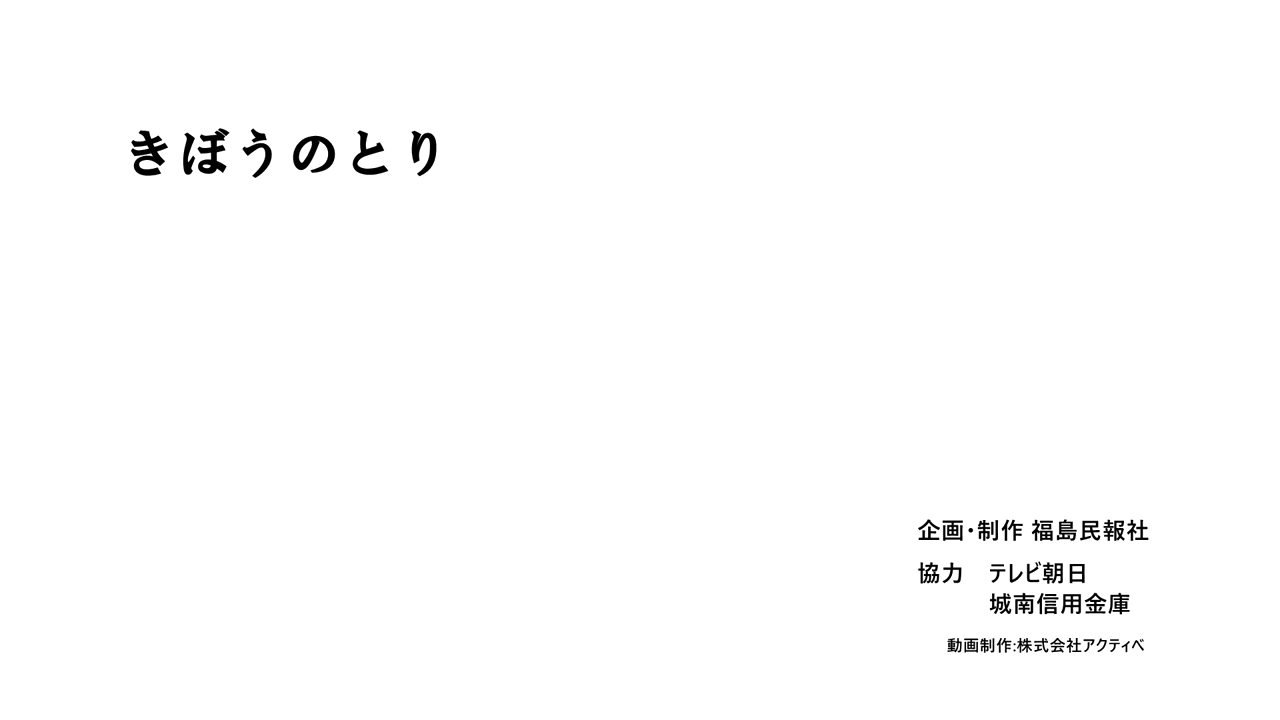 きぼうのとり
企画・制作 福島民報社
協力　テレビ朝日
城南信用金庫
動画制作:株式会社アクティベ